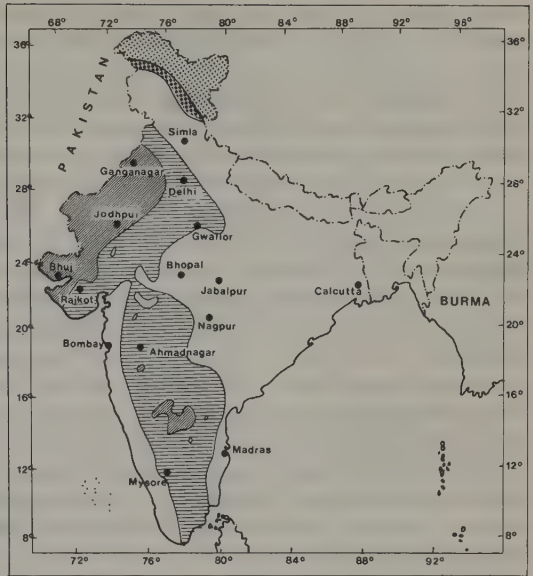 68° 72° 76° 80° 84° 88° 92° 96°
36° 36°
PAKISTAN
32° 32°
Simla
Ganganagar
28° 28°
Delhi
Jodhpur
Gwalior
24° 24°
Bhuj
Bhopal
Rajkot
Jabalpur
Calcutta
BURMA
20° 20°
Nagpur
Bombay
Ahmadnagar
16° 16°
Madras
12° 12°
Mysore
8° 8°
72° 76° 80° 84° 88° 92°